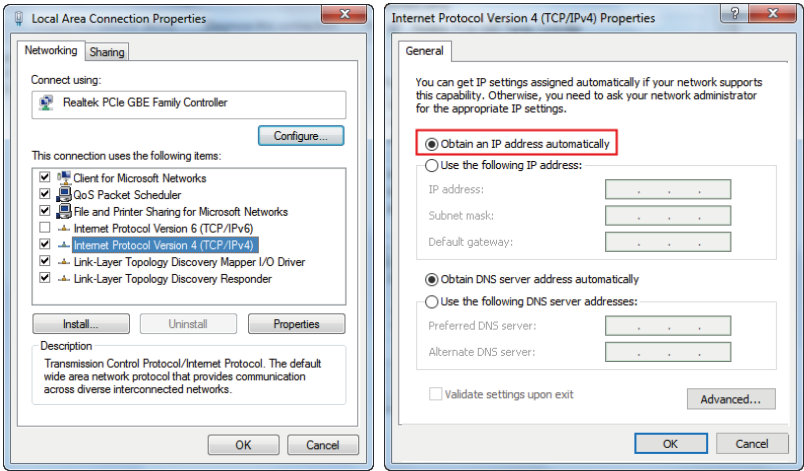 Local Area Connection Properties
Networking
Sharing
Connect using:
Realtek PCIe GBE Family Controller
Configure...
This connection uses the following items:
Client for Microsoft Networks
QoS Packet Scheduler
File and Printer Sharing for Microsoft Networks
Internet Protocol Version 6 (TCP/IPv6)
Internet Protocol Version 4 (TCP/IPv4)
Link-Layer Topology Discovery Mapper I/O Driver
Link-Layer Topology Discovery Responder
Install...
Uninstall
Properties
Description
Transmission Control Protocol/Internet Protocol. The default
wide area network protocol that provides communication
across diverse interconnected networks.
OK
Cancel
Internet Protocol Version 4 (TCP/IPv4) Properties
General
You can get IP settings assigned automatically if your network supports
this capability. Otherwise, you need to ask your network administrator
for the appropriate IP settings.
Obtain an IP address automatically
Use the following IP address:
IP address:
Subnet mask:
Default gateway:
Obtain DNS server address automatically
Use the following DNS server addresses:
Preferred DNS server:
Alternate DNS server:
Validate settings upon exit
Advanced...
OK
Cancel